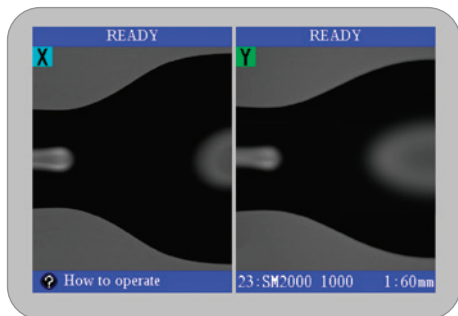 READY
READY
X
Y
? How to operate
23:SM2000 1000 1:60mm